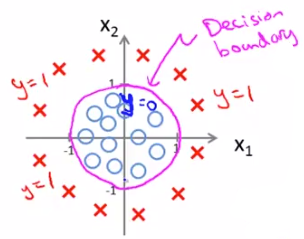 x₂
Decision
boundary
y=1
1
y=0
y=1
-1
1
x₁
y=1
-1